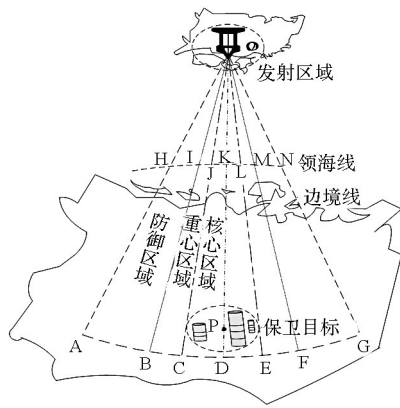 发射区域
H I K M N 领海线
J L
边境线
防御区域
重心区域
核心区域
P 保卫目标
A B C D E F G